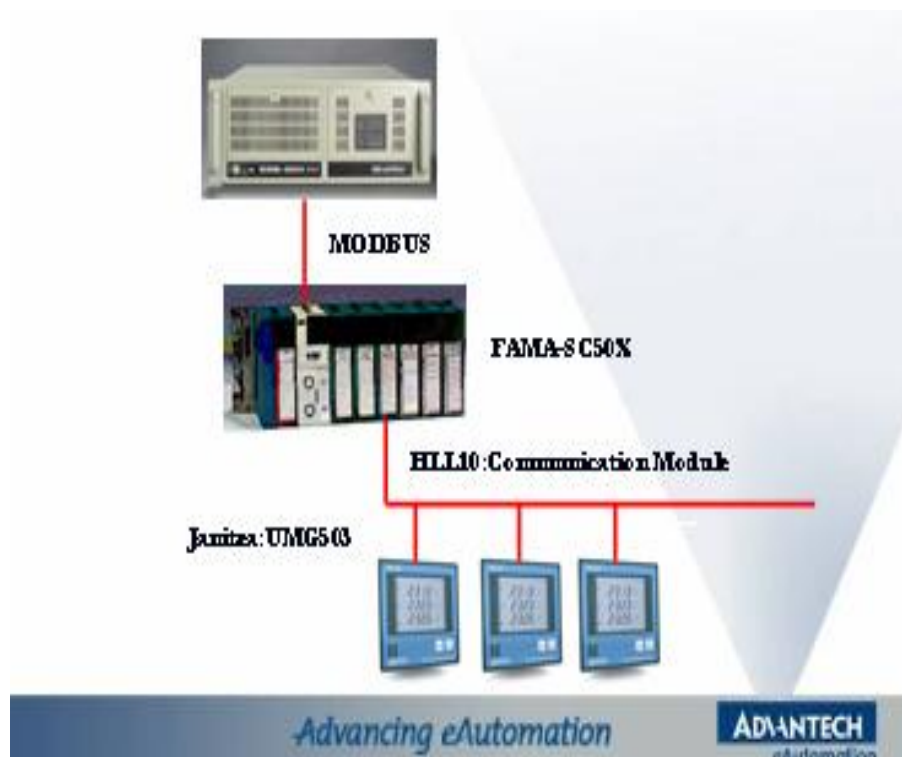 MODBUS
FAMA-SC50X
HLL10:Communication Module
Janitza:UMG503
Advancing eAutomation
ADVANTECH
eAutomation